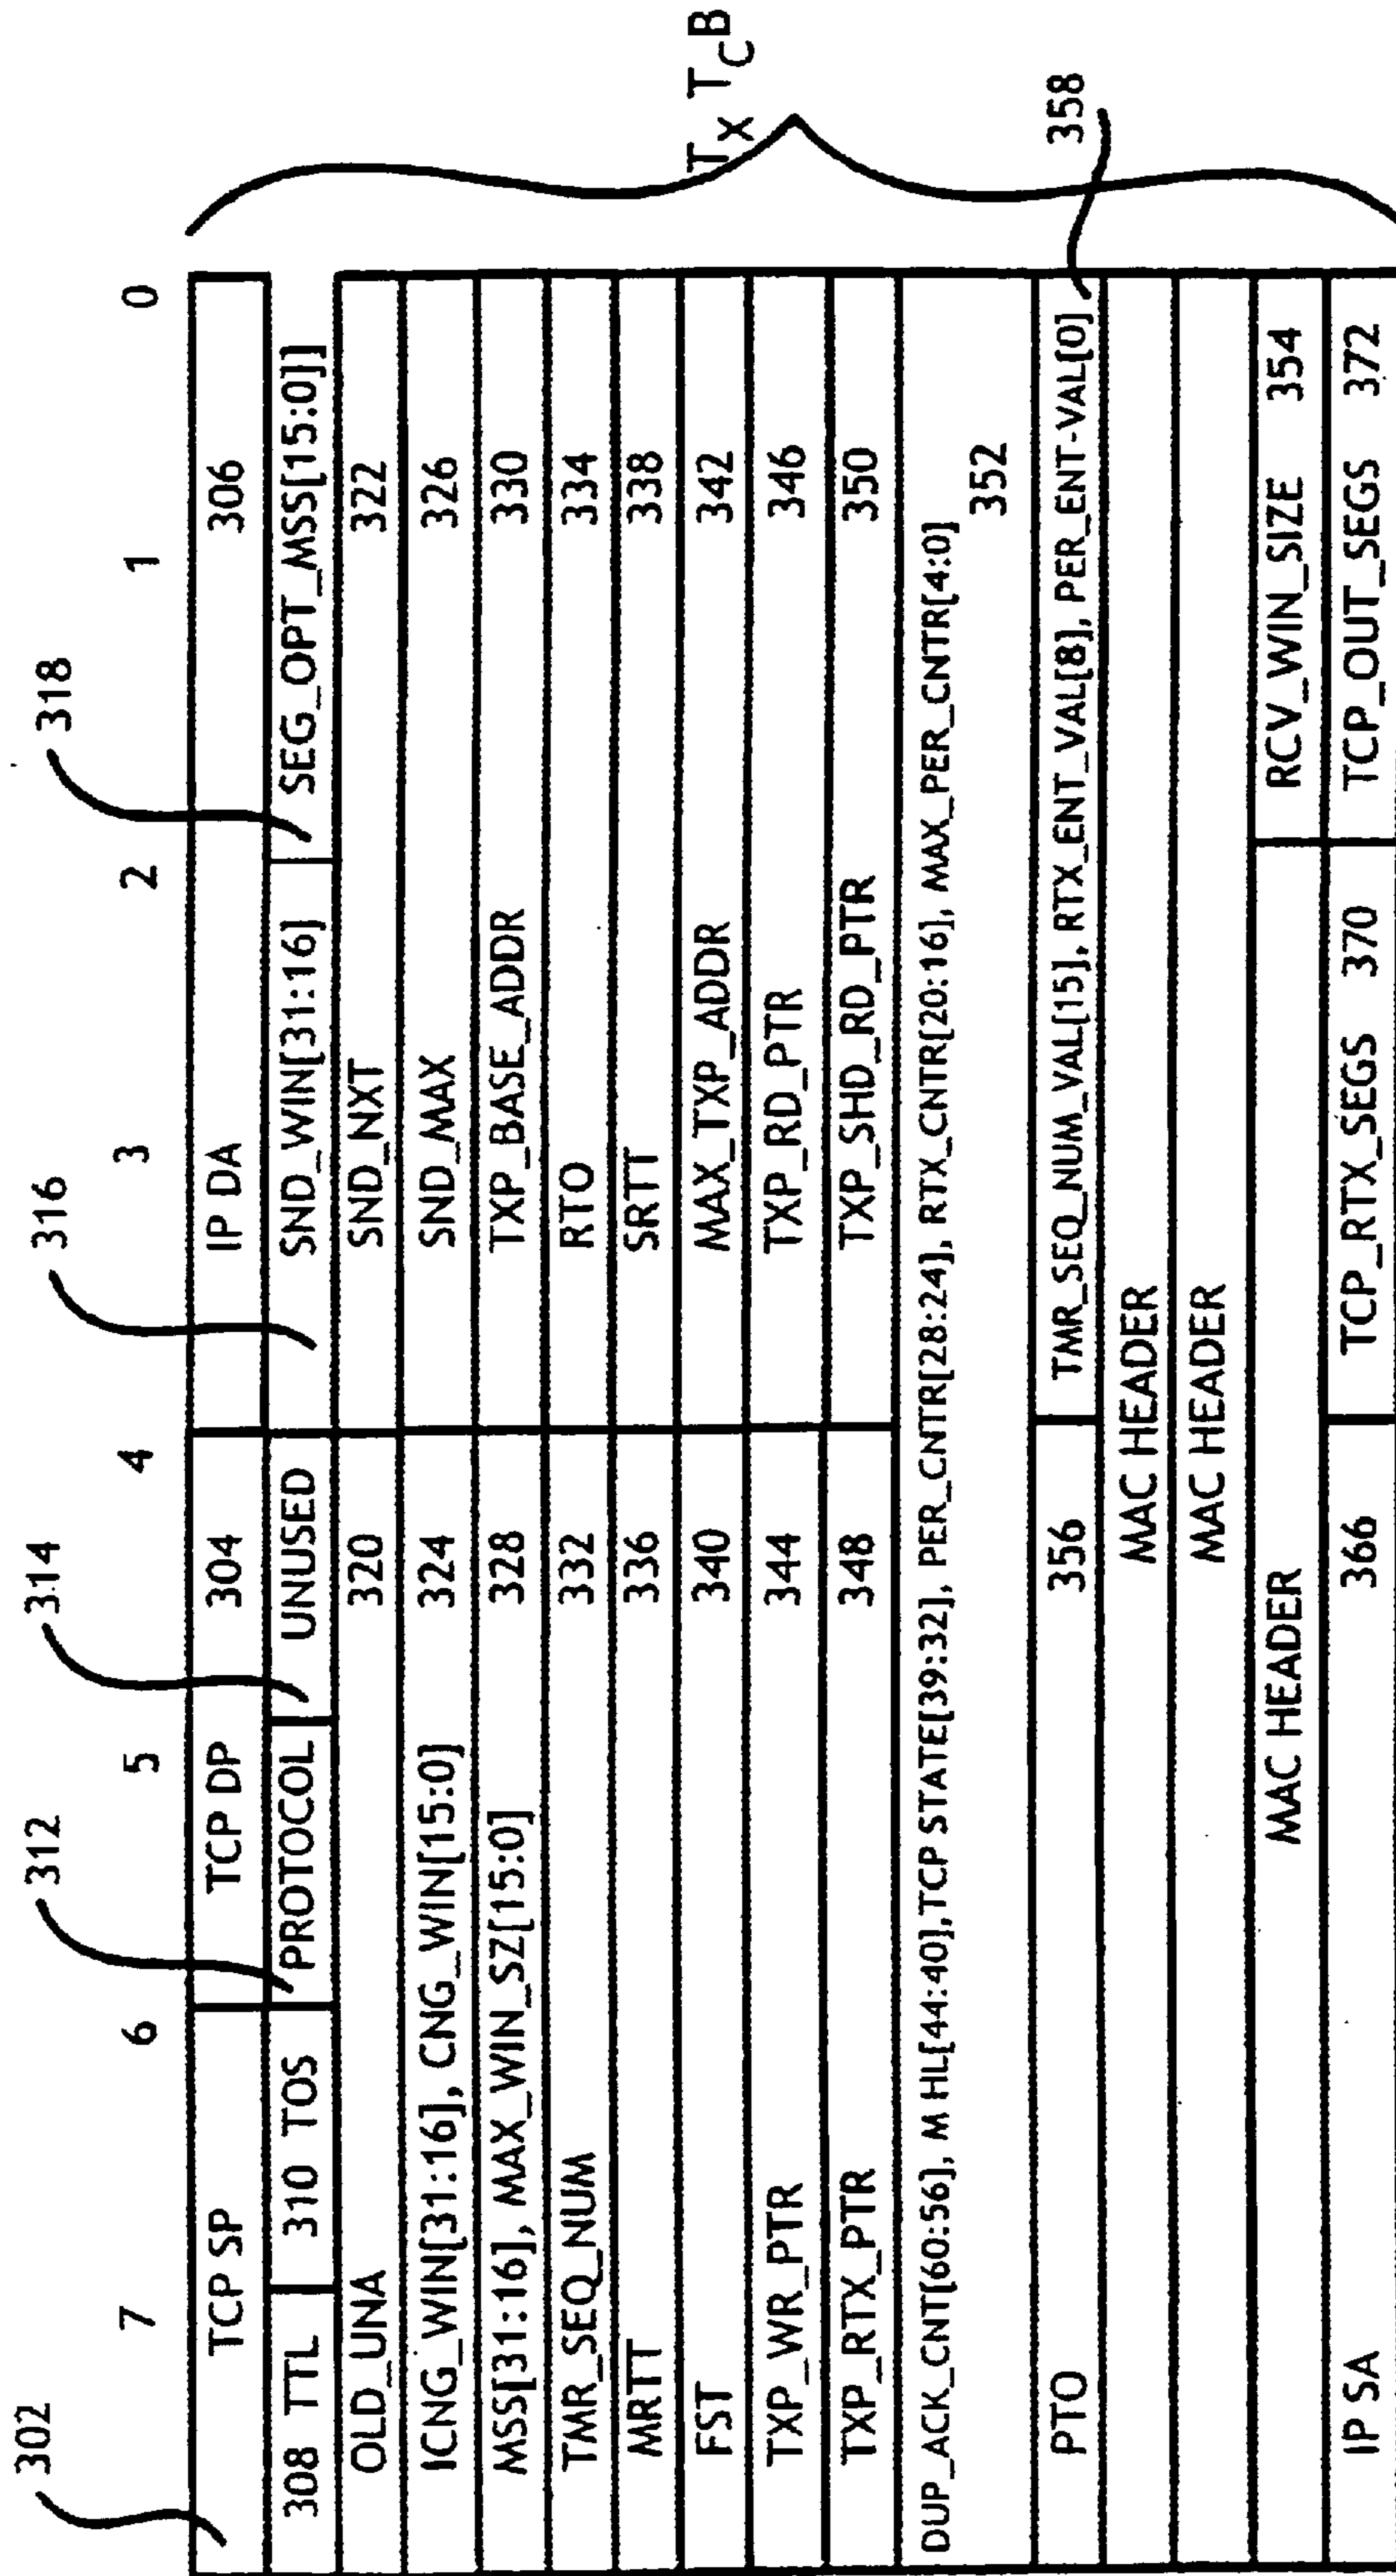 302
312
314
316
318
7 6 5 4 3 2 1 0
TCP SP TCP DP 304 IP DA 306
308 TTL 310 TOS PROTOCOL UNUSED SND_WIN[31:16] SEG_OPT_MSS[15:0]]
OLD_UNA 320 SND_NXT 322
ICNG_WIN[31:16], CNG_WIN[15:0] 324 SND_MAX 326
MSS[31:16], MAX_WIN_SZ[15:0] 328 TXP_BASE_ADDR 330
TMR_SEQ_NUM 332 RTO 334
MRTT 336 SRTT 338
FST 340 MAX_TXP_ADDR 342
TXP_WR_PTR 344 TXP_RD_PTR 346
TXP_RTX_PTR 348 TXP_SHD_RD_PTR 350
DUP_ACK_CNT[60:56], M HL[44:40],TCP STATE[39:32], PER_CNTR[28:24], RTX_CNTR[20:16], MAX_PER_CNTR[4:0]
352
PTO 356 TMR_SEQ_NUM_VAL[15], RTX_ENT_VAL[8], PER_ENT-VAL[0]
358
MAC HEADER
MAC HEADER
MAC HEADER RCV_WIN_SIZE 354
IP SA 366 TCP_RTX_SEGS 370 TCP_OUT_SEGS 372
TX TCB